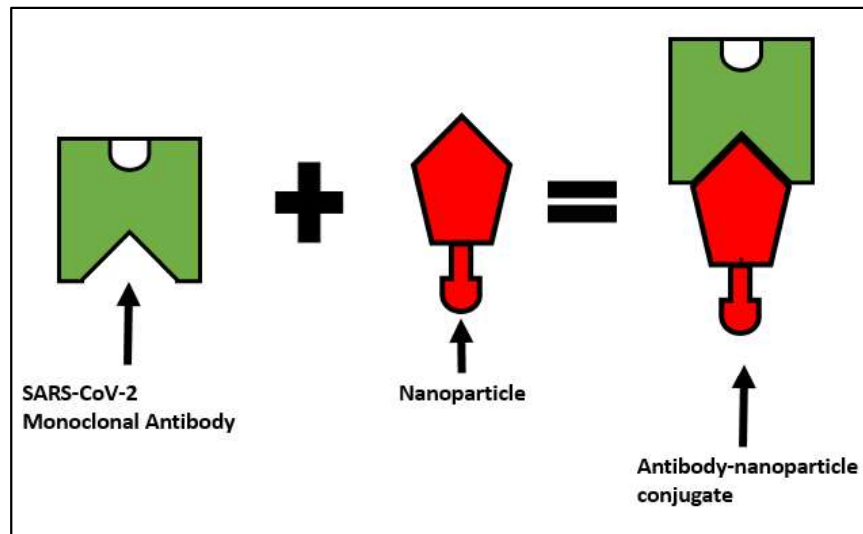 SARS-CoV-2
Monoclonal Antibody
Nanoparticle
Antibody-nanoparticle
conjugate